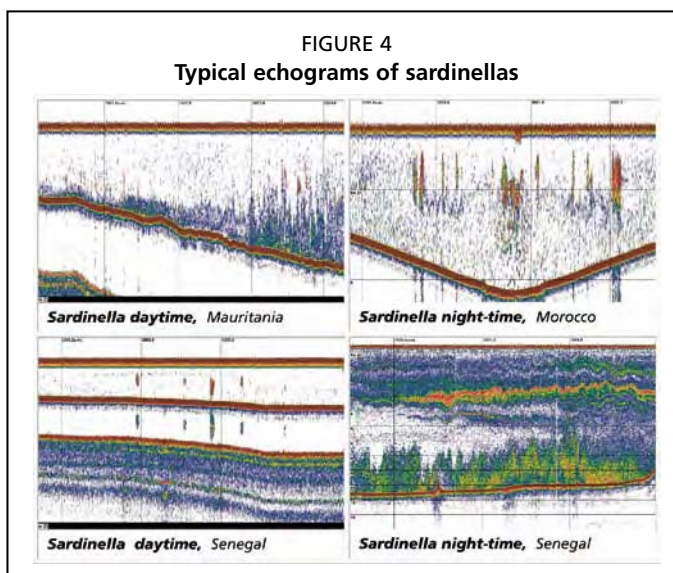 FIGURE 4
Typical echograms of sardinellas
Sardinella daytime, Mauritania
Sardinella night-time, Morocco
Sardinella daytime, Senegal
Sardinella night-time, Senegal